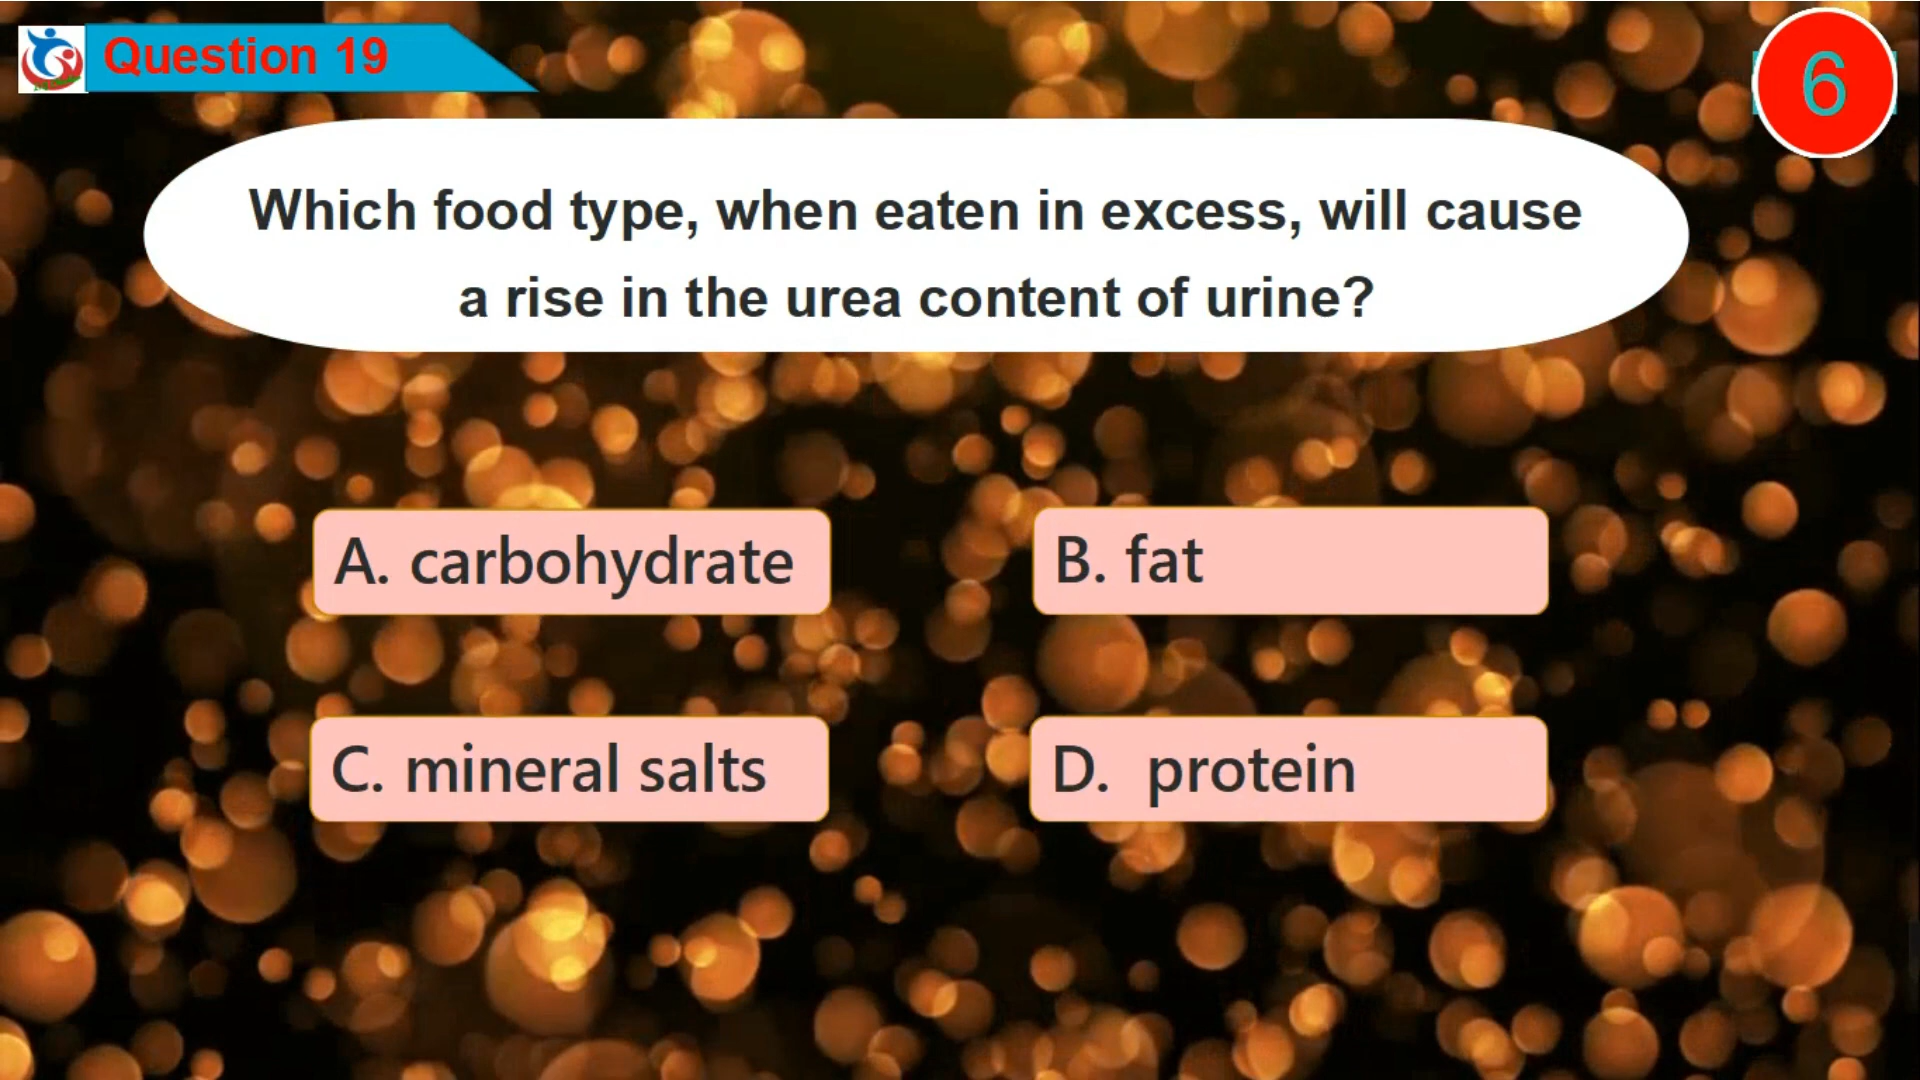 Question 19
6
Which food type, when eaten in excess, will cause
a rise in the urea content of urine?
A. carbohydrate
B. fat
C. mineral salts
D. protein